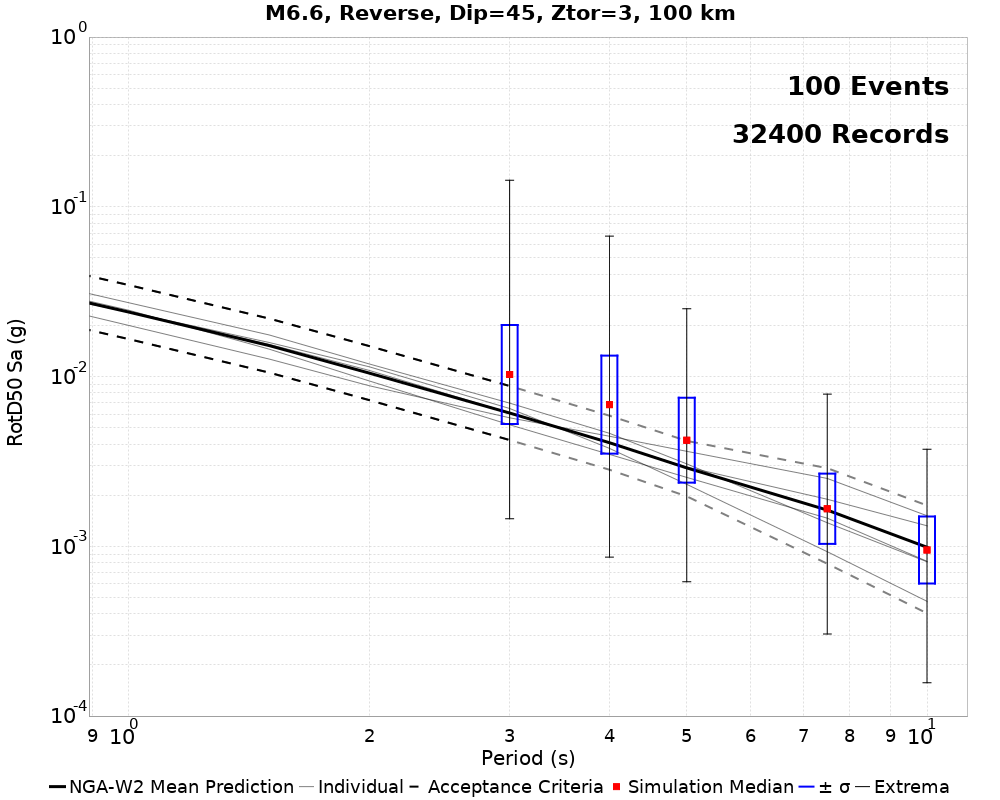 M6.6, Reverse, Dip=45, Ztor=3, 100 km
100 Events
32400 Records
10^0
10^-1
10^-2
10^-3
10^-4
RotD50 Sa (g)
9 10^0 2 3 4 5 6 7 8 9 10^1
Period (s)
NGA-W2 Mean Prediction Individual Acceptance Criteria Simulation Median ± σ Extrema